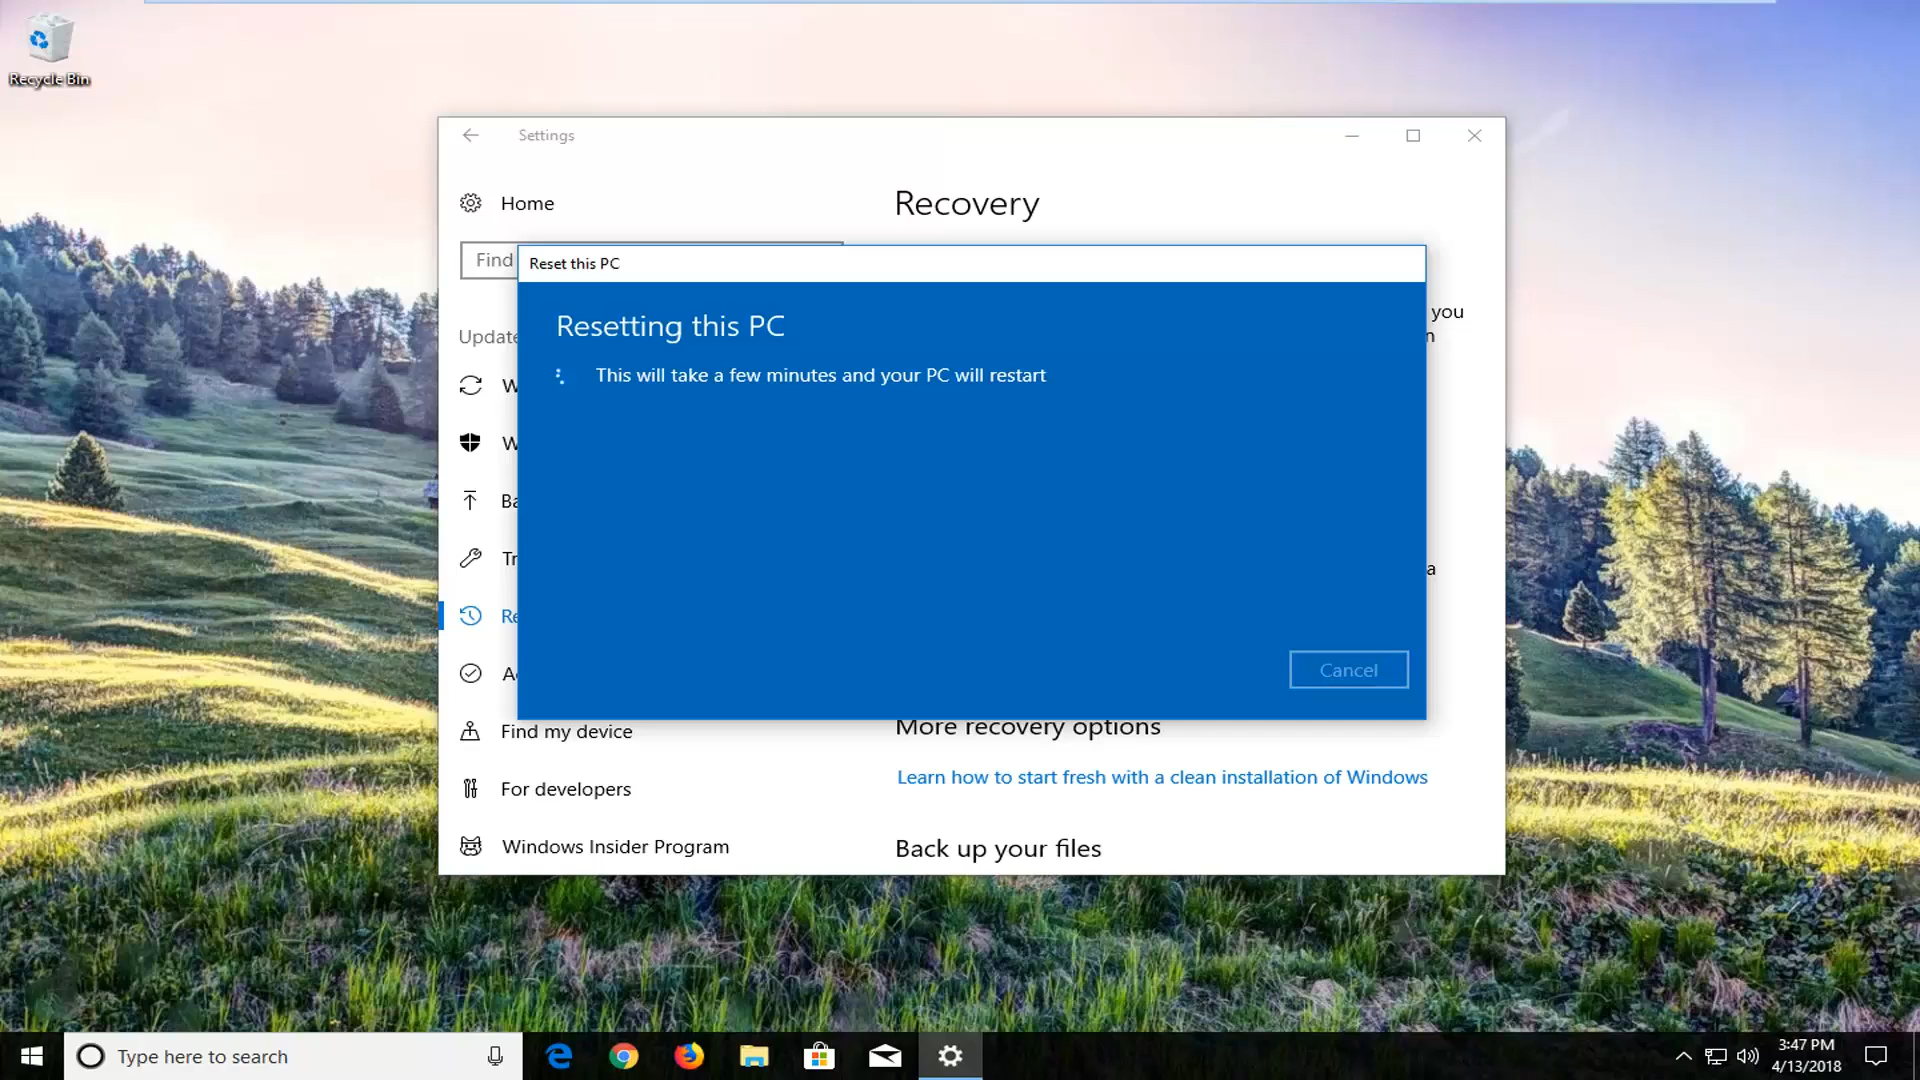 Recycle Bin
Settings
Home
Recovery
Find
Reset this PC
Resetting this PC
This will take a few minutes and your PC will restart
Cancel
you
n
Update
W
W
Ba
Tr
a
Re
A
Find my device
More recovery options
For developers
Learn how to start fresh with a clean installation of Windows
Windows Insider Program
Back up your files
Type here to search
3:47 PM
4/13/2018